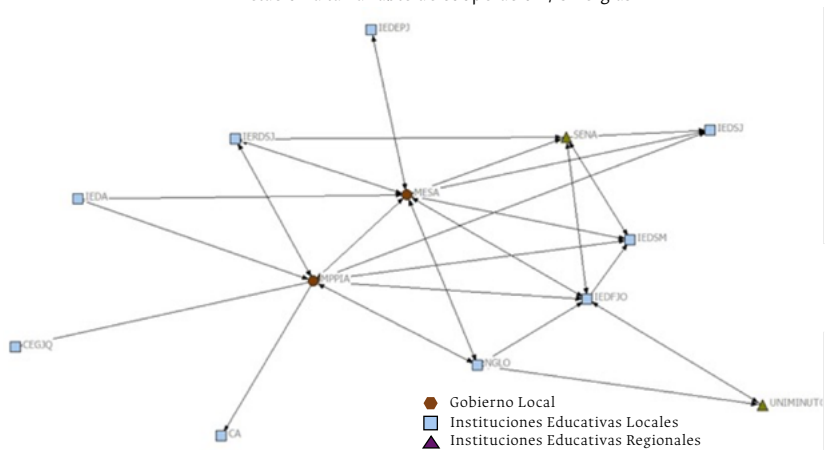 IEDEPJ
IERDSJ
SENA
IEDSJ
IEDA
MESA
IEDSM
MPPIA
IEDFJO
CEGJQ
NGLO
UNIMINUTO
CA
Gobierno Local
Instituciones Educativas Locales
Instituciones Educativas Regionales